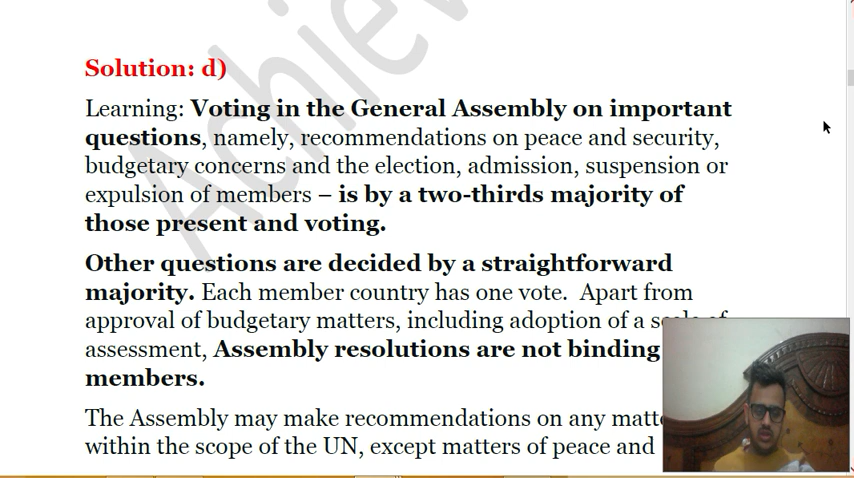 Achiev
Solution: d)
Learning: Voting in the General Assembly on important
questions, namely, recommendations on peace and security,
budgetary concerns and the election, admission, suspension or
expulsion of members – is by a two-thirds majority of
those present and voting.
Other questions are decided by a straightforward
majority. Each member country has one vote.  Apart from
approval of budgetary matters, including adoption of a scale of
assessment, Assembly resolutions are not binding
members.
The Assembly may make recommendations on any matte
within the scope of the UN, except matters of peace and